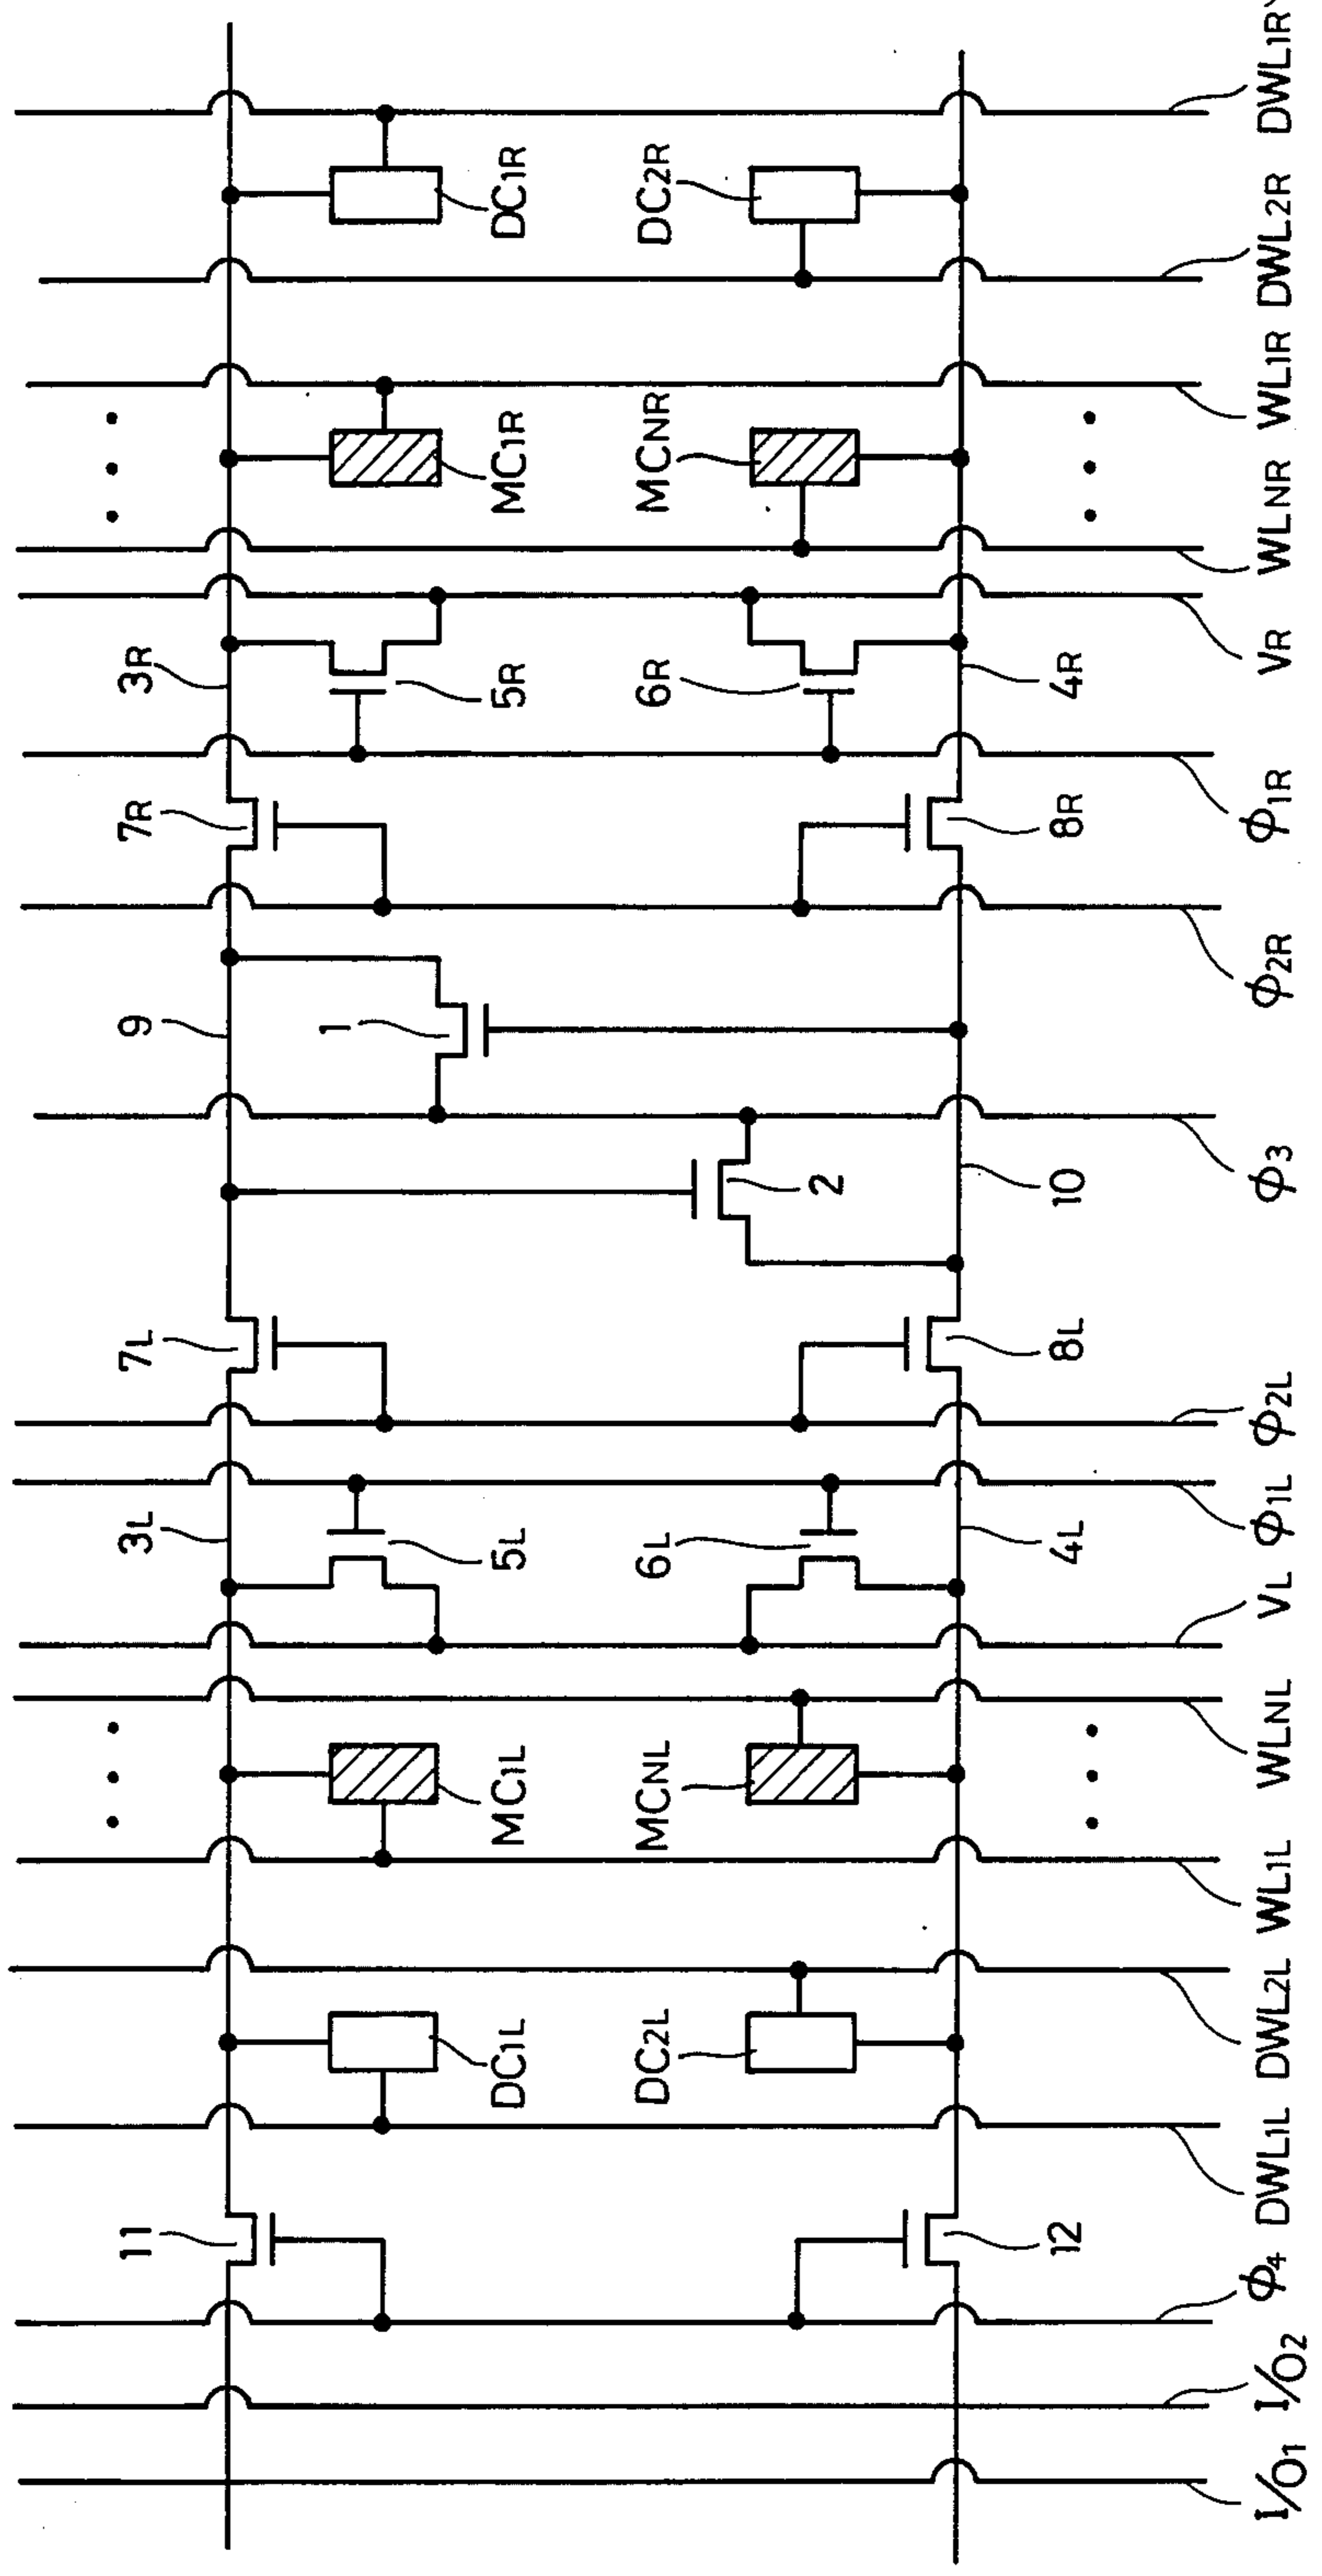 3L
3R
7L
7R
9
11
1
5L
5R
MC1L
MC1R
DC1L
DC1R
2
6L
6R
MCNL
MCNR
DC2L
DC2R
12
4L
8L
10
8R
4R
I/O1
I/O2
φ4
DWL1L
DWL2L
WL1L
WLNL
VL
φ1L
φ2L
φ3
φ2R
φ1R
VR
WLNR
WL1R
DWL2R
DWL1R